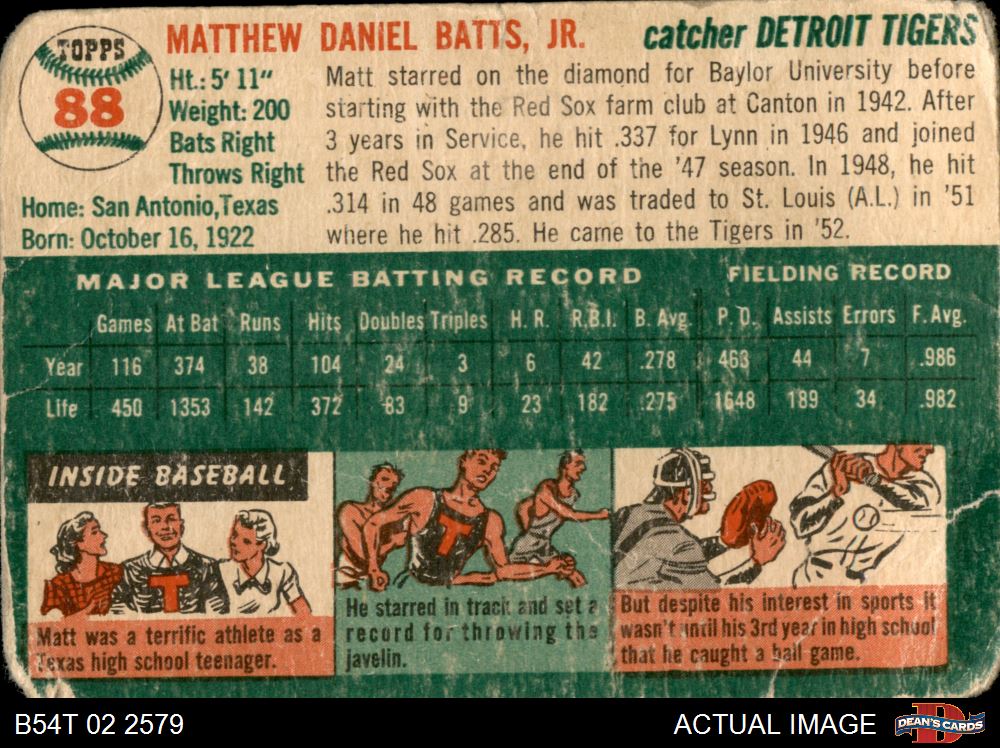 TOPPS
88
MATTHEW DANIEL BATTS, JR.
catcher DETROIT TIGERS
Ht.: 5' 11"
Weight: 200
Bats Right
Throws Right
Home: San Antonio, Texas
Born: October 16, 1922
Matt starred on the diamond for Baylor University before
starting with the Red Sox farm club at Canton in 1942. After
3 years in Service, he hit .337 for Lynn in 1946 and joined
the Red Sox at the end of the '47 season. In 1948, he hit
.314 in 48 games and was traded to St. Louis (A.L.) in '51
where he hit .285. He came to the Tigers in '52.
MAJOR LEAGUE BATTING RECORD FIELDING RECORD
Games At Bat Runs Hits Doubles Triples H. R. R.B.I. B. Avg. P. O. Assists Errors F. Avg.
Year 116 374 38 104 24 3 6 42 .278 463 44 7 .986
Life 450 1353 142 372 83 9 23 182 .275 1648 189 34 .982
INSIDE BASEBALL
T
Matt was a terrific athlete as a
Texas high school teenager.
T
He starred in track and set a
record for throwing the
javelin.
But despite his interest in sports it
wasn't until his 3rd year in high school
that he caught a ball game.
B54T 02 2579
ACTUAL IMAGE
D
DEAN'S CARDS